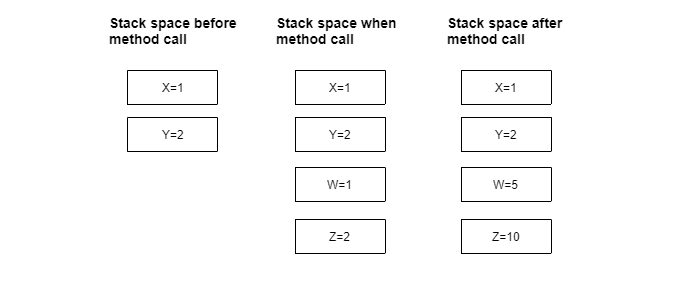 Stack space before
method call
Stack space when
method call
Stack space after
method call
X=1
X=1
X=1
Y=2
Y=2
Y=2
W=1
W=5
Z=2
Z=10